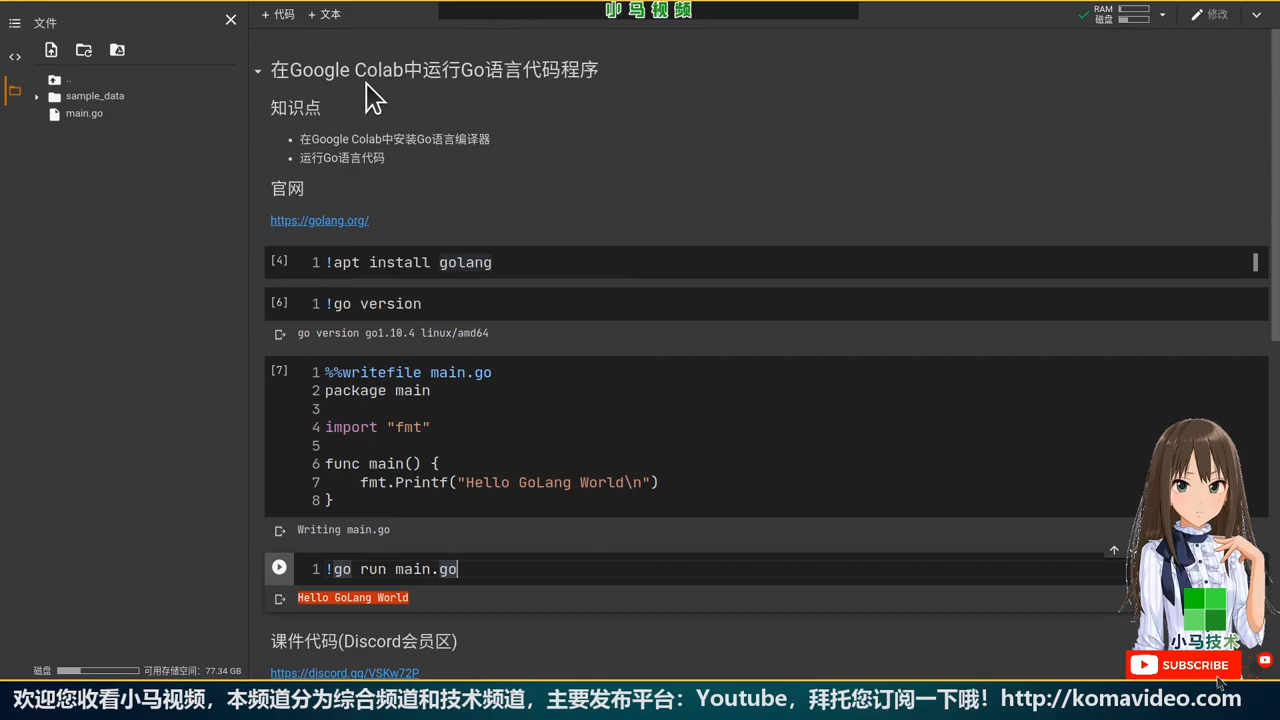 文件
+ 代码 + 文本
小马视频
RAM
磁盘
修改
..
sample_data
main.go
在Google Colab中运行Go语言代码程序
知识点
在Google Colab中安装Go语言编译器
运行Go语言代码
官网
https://golang.org/
[4] 1 !apt install golang
[6] 1 !go version
go version go1.10.4 linux/amd64
[7] 1 %%writefile main.go
2 package main
3
4 import "fmt"
5
6 func main() {
7 fmt.Printf("Hello GoLang World\n")
8 }
Writing main.go
1 !go run main.go
Hello GoLang World
课件代码(Discord会员区)
https://discord.gg/VSKw72P
磁盘 可用存储空间：77.34 GB
小马技术
SUBSCRIBE
欢迎您收看小马视频，本频道分为综合频道和技术频道，主要发布平台：Youtube，拜托您订阅一下哦！http://komavideo.com